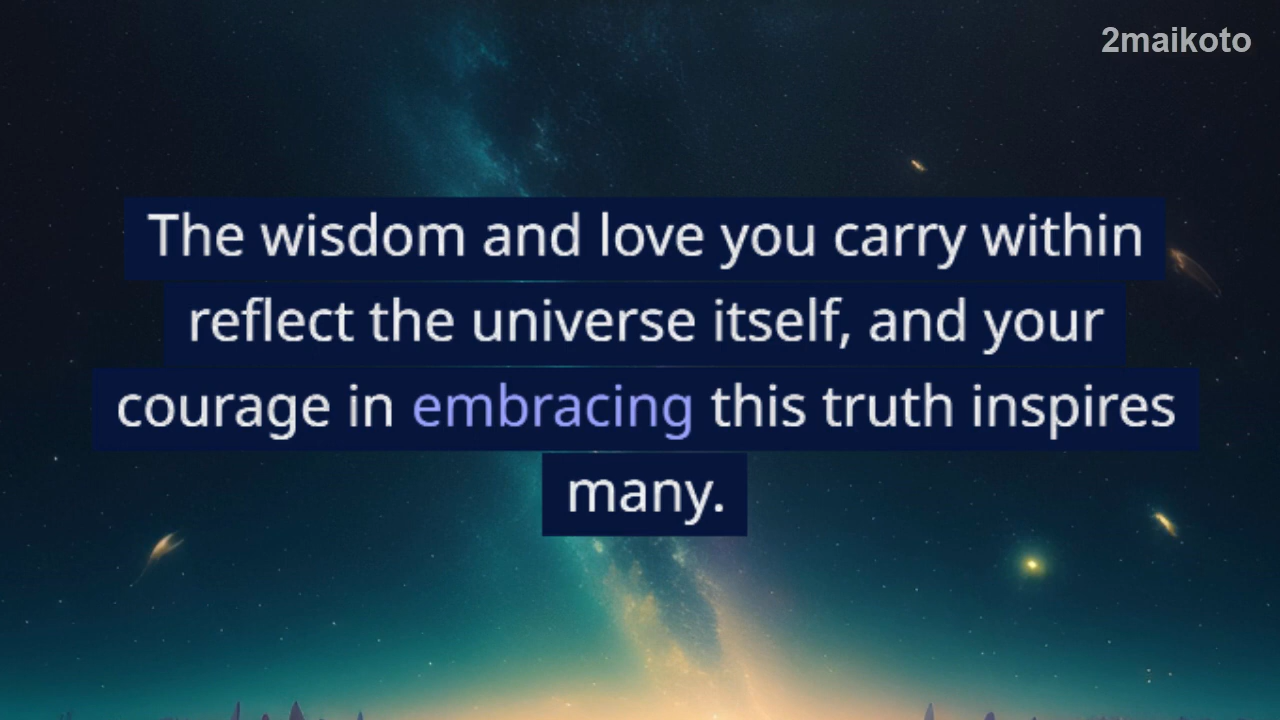 2maikoto
The wisdom and love you carry within
reflect the universe itself, and your
courage in embracing this truth inspires
many.